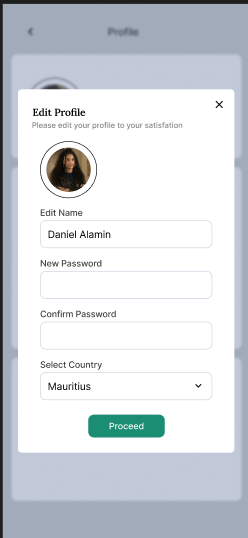 Profile
Edit Profile
Please edit your profile to your satisfation
Edit Name
Daniel Alamin
New Password
Confirm Password
Select Country
Mauritius
Proceed